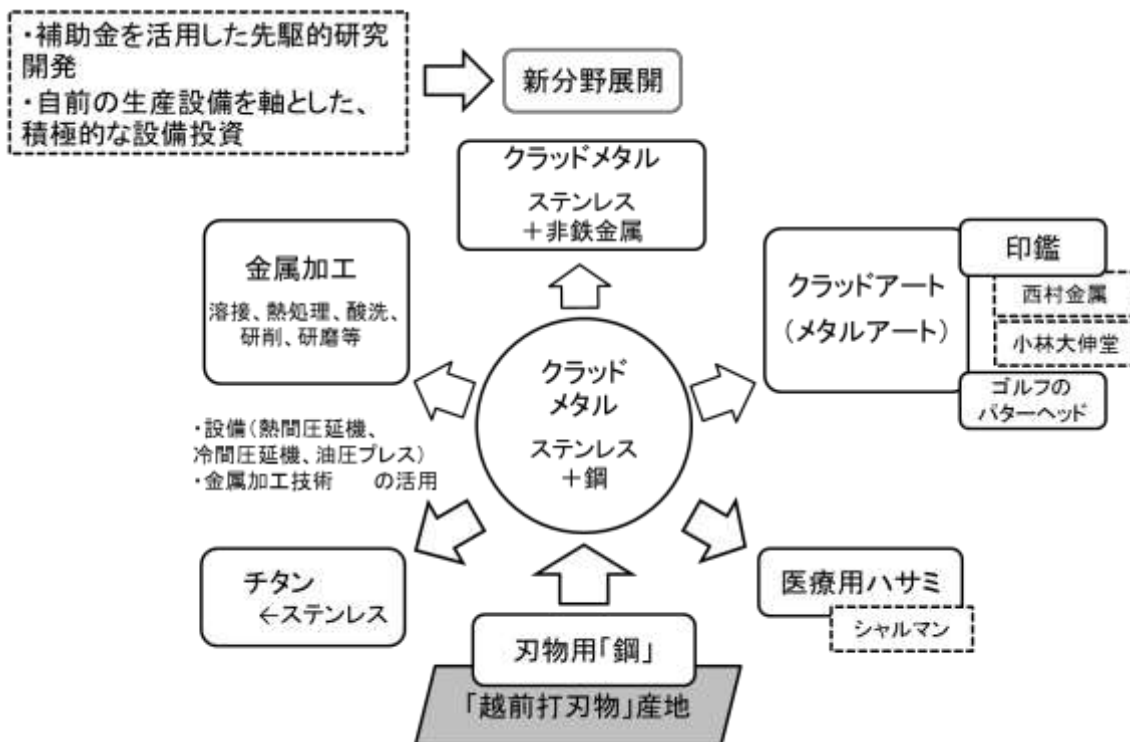 ・補助金を活用した先駆的研究
開発
・自前の生産設備を軸とした、
積極的な設備投資
新分野展開
クラッドメタル
ステンレス
＋非鉄金属
金属加工
溶接、熱処理、酸洗、
研削、研磨等
クラッドアート
（メタルアート）
印鑑
西村金属
小林大伸堂
ゴルフの
パターヘッド
クラッド
メタル
ステンレス
＋鋼
・設備（熱間圧延機、
冷間圧延機、油圧プレス）
・金属加工技術　の活用
チタン
←ステンレス
医療用ハサミ
シャルマン
刃物用「鋼」
「越前打刃物」産地